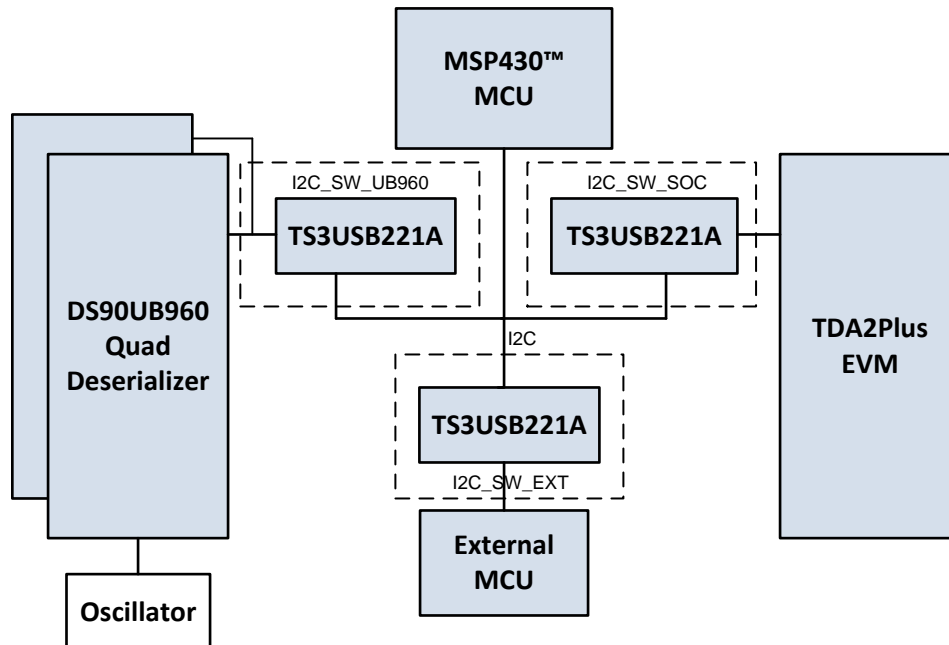 MSP430™
MCU
I2C_SW_UB960
TS3USB221A
I2C_SW_SOC
TS3USB221A
DS90UB960
Quad
Deserializer
TDA2Plus
EVM
I2C
TS3USB221A
I2C_SW_EXT
External
MCU
Oscillator